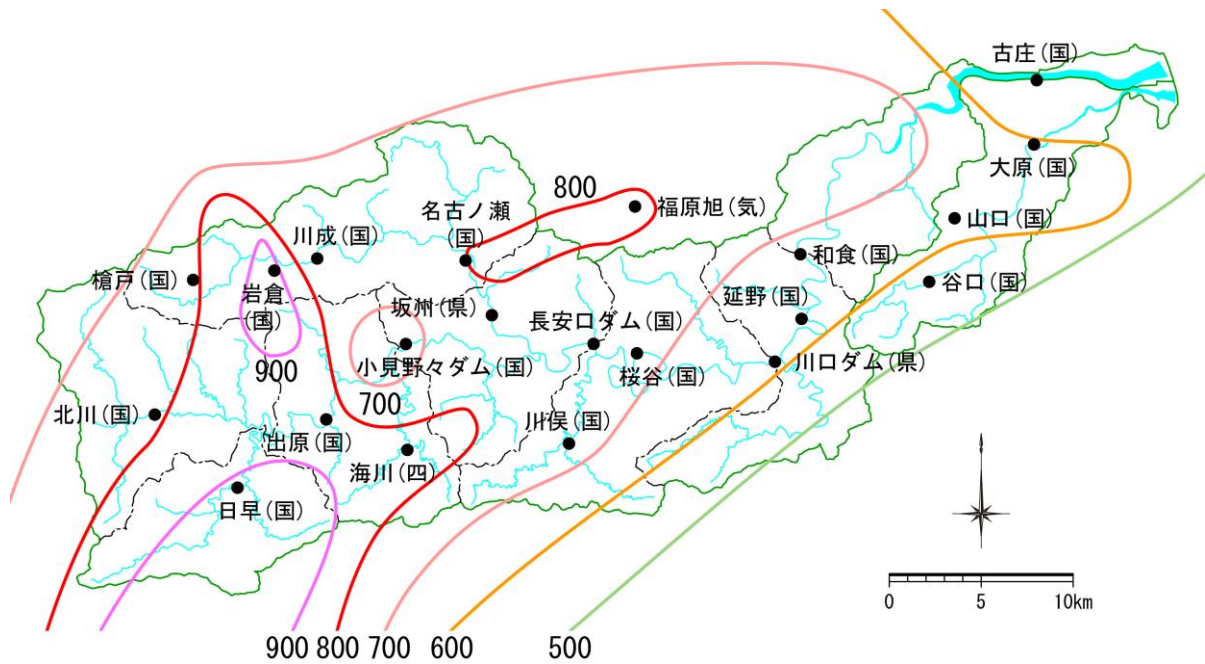 古庄(国)
大原(国)
800
福原旭(気)
名古ノ瀬
(国)
山口(国)
川成(国)
和食(国)
槍戸(国)
岩倉
(国)
谷口(国)
延野(国)
坂州(県)
長安口ダム(国)
小見野々ダム(国)
川口ダム(県)
900
桜谷(国)
700
北川(国)
出原(国)
川俣(国)
海川(四)
日早(国)
0 5 10km
900 800 700 600 500